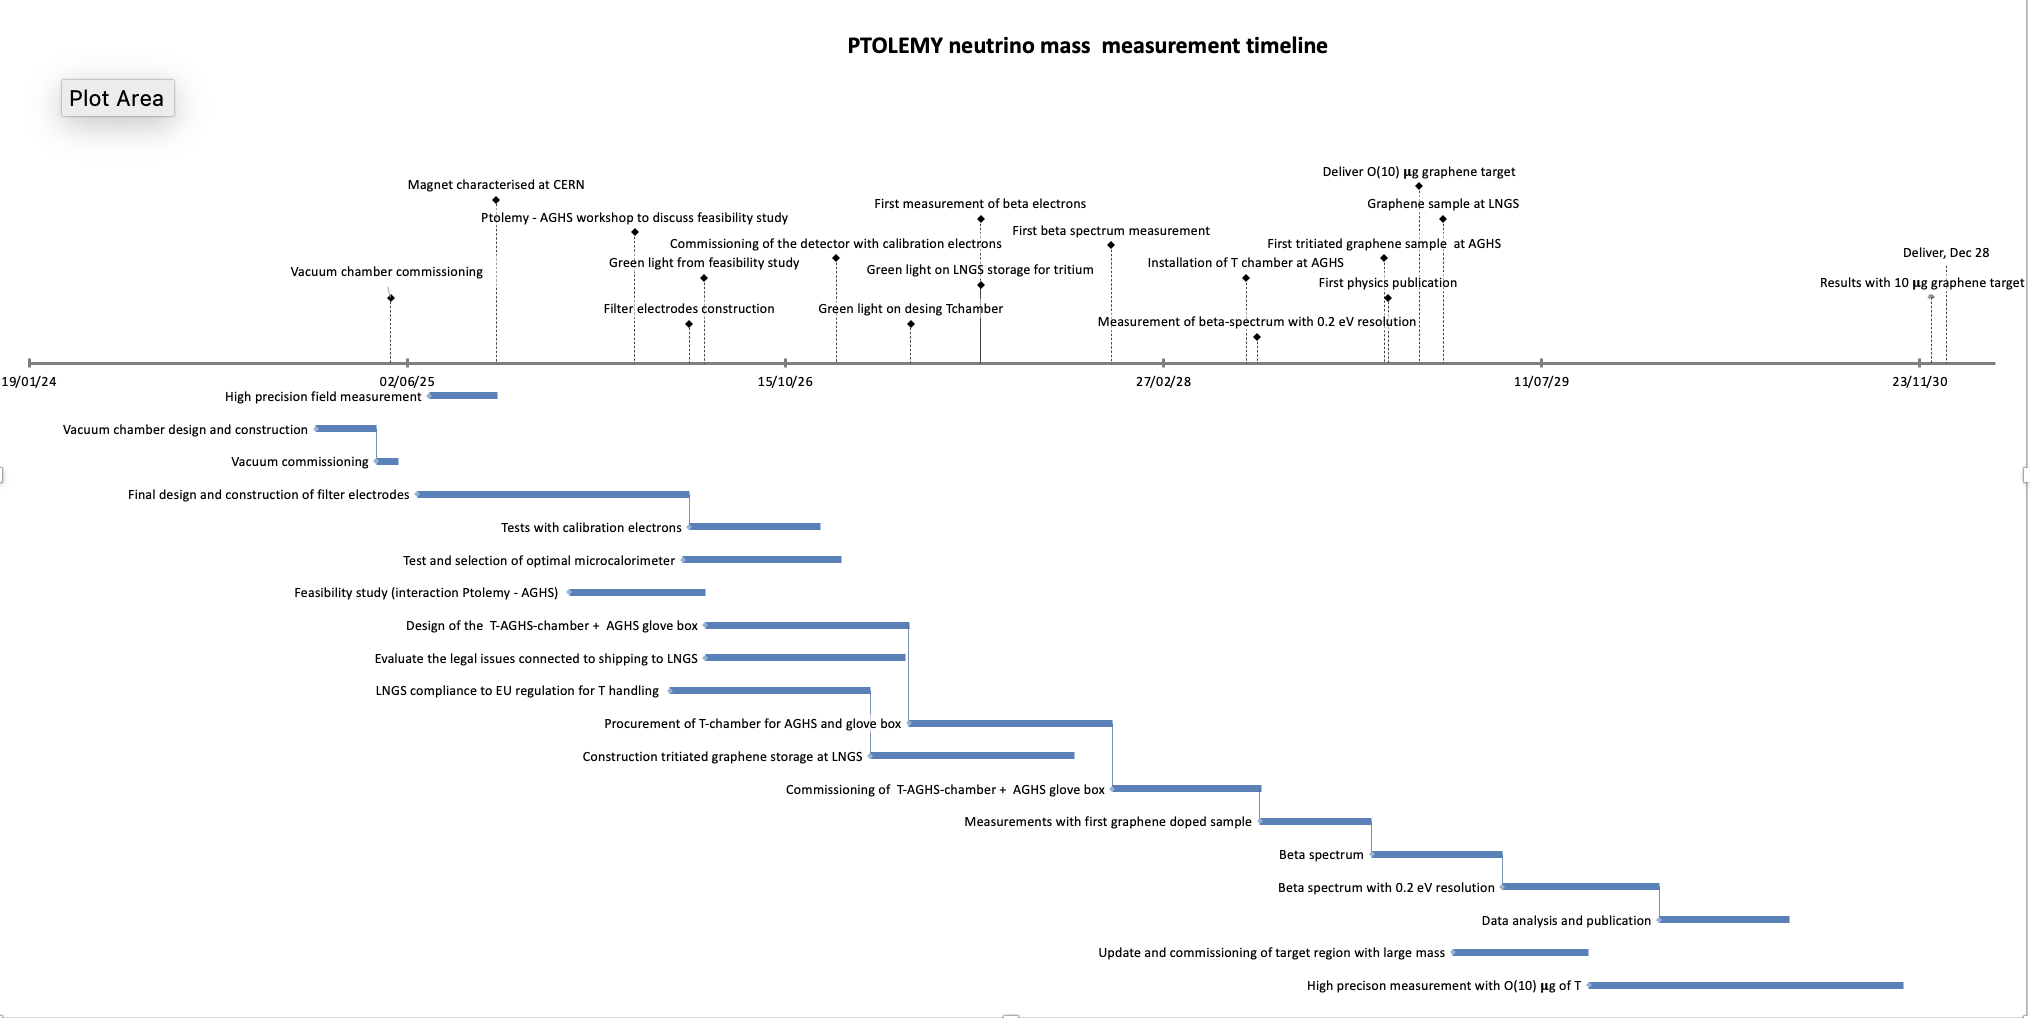 PTOLEMY neutrino mass  measurement timeline
Plot Area
Deliver O(10) µg graphene target
Magnet characterised at CERN
First measurement of beta electrons
Graphene sample at LNGS
Ptolemy - AGHS workshop to discuss feasibility study
First beta spectrum measurement
Commissioning of the detector with calibration electrons
First tritiated graphene sample  at AGHS
Deliver, Dec 28
Green light from feasibility study
Installation of T chamber at AGHS
Vacuum chamber commissioning
Green light on LNGS storage for tritium
First physics publication
Results with 10 µg graphene target
Filter electrodes construction
Green light on desing Tchamber
Measurement of beta-spectrum with 0.2 eV resolution
19/01/24
02/06/25
15/10/26
27/02/28
11/07/29
23/11/30
High precision field measurement
Vacuum chamber design and construction
Vacuum commissioning
Final design and construction of filter electrodes
Tests with calibration electrons
Test and selection of optimal microcalorimeter
Feasibility study (interaction Ptolemy - AGHS)
Design of the  T-AGHS-chamber +  AGHS glove box
Evaluate the legal issues connected to shipping to LNGS
LNGS compliance to EU regulation for T handling
Procurement of T-chamber for AGHS and glove box
Construction tritiated graphene storage at LNGS
Commissioning of  T-AGHS-chamber +  AGHS glove box
Measurements with first graphene doped sample
Beta spectrum
Beta spectrum with 0.2 eV resolution
Data analysis and publication
Update and commissioning of target region with large mass
High precison measurement with O(10) µg of T